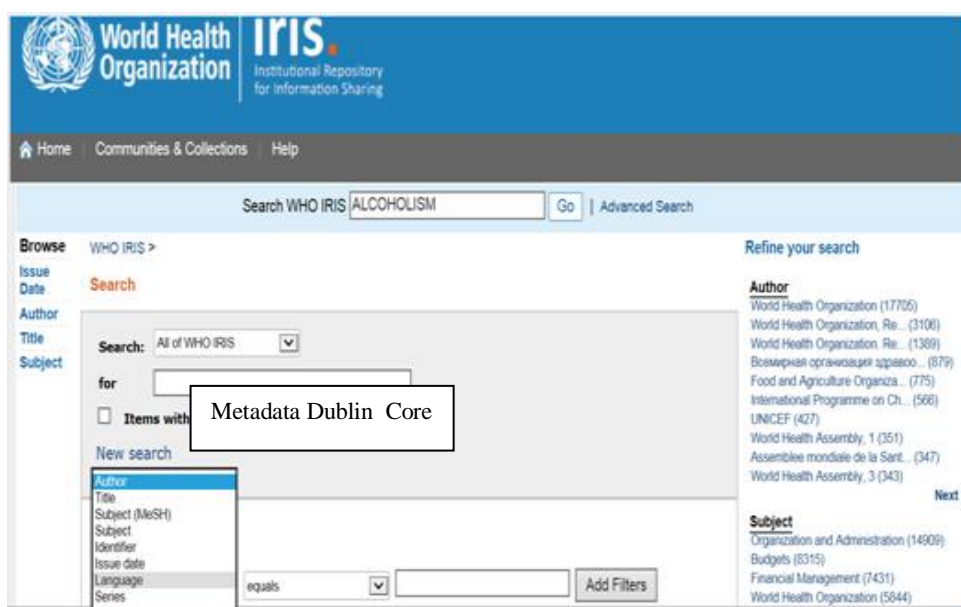 World Health
Organization
IRIS.
Institutional Repository
for Information Sharing
Home
Communities & Collections
Help
Search WHO IRIS
ALCOHOLISM
Go
| Advanced Search
Browse
Issue
Date
Author
Title
Subject
WHO IRIS >
Search
Search: All of WHO IRIS
for
Items with
Metadata Dublin Core
New search
Author
Title
Subject (MeSH)
Subject
Identifier
Issue date
Language
Series
equals
Add Filters
Refine your search
Author
World Health Organization (17705)
World Health Organization, Re... (3106)
World Health Organization. Re... (1389)
Всемирная организация здравоо... (879)
Food and Agriculture Organiza... (775)
International Programme on Ch... (566)
UNICEF (427)
World Health Assembly, 1 (351)
Assemblee mondiale de la Sant... (347)
World Health Assembly, 3 (343)
Next
Subject
Organization and Administration (14909)
Budgets (8315)
Financial Management (7431)
World Health Organization (5844)